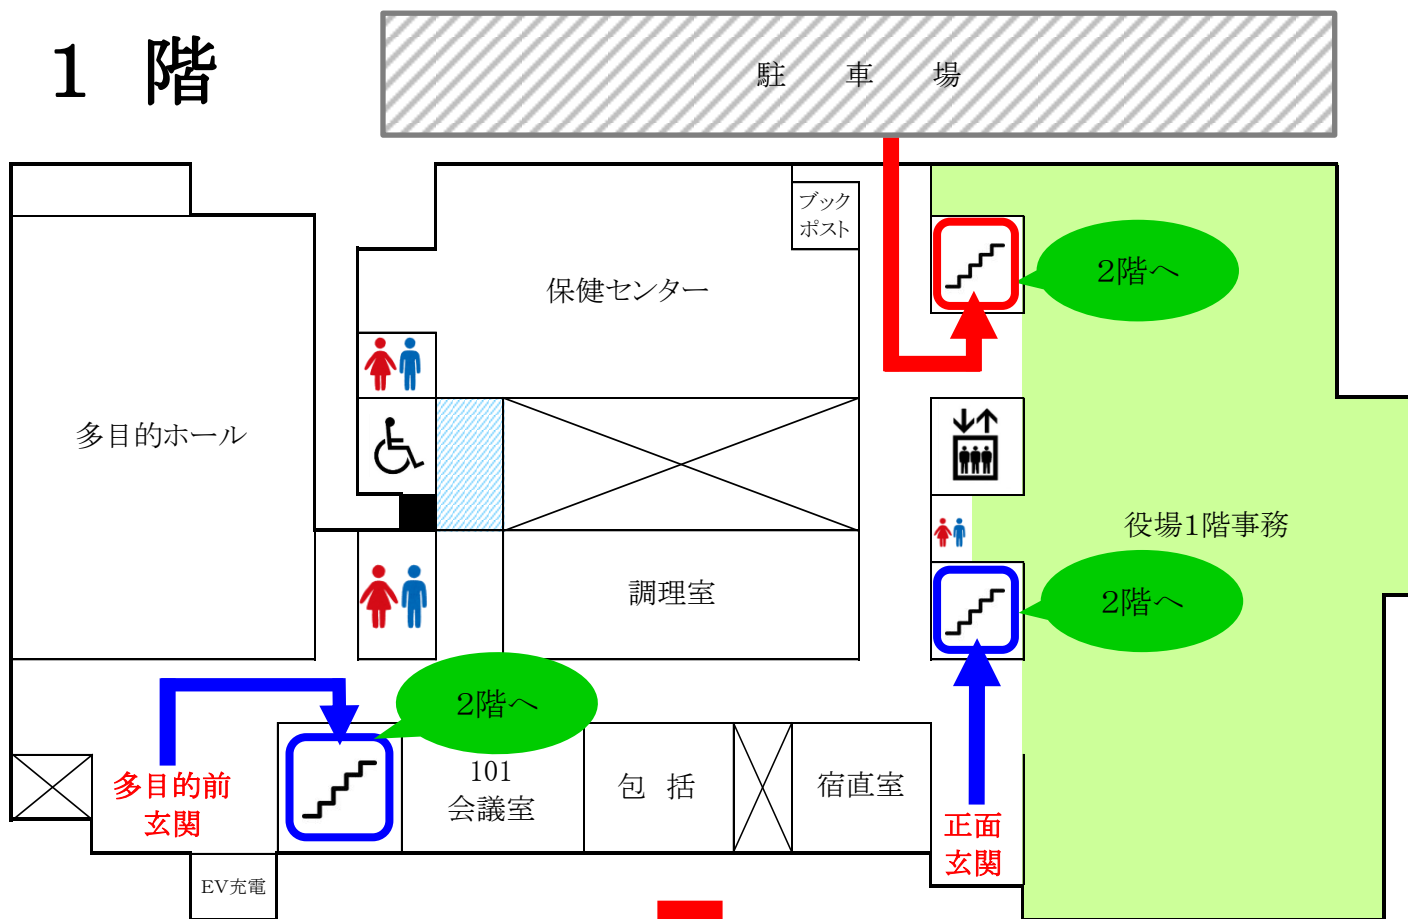 1 階
駐 車 場
ブック
ポスト
2階へ
保健センター
多目的ホール
役場1階事務
調理室
2階へ
2階へ
101
会議室
包 括
宿直室
多目的前
玄関
正面
玄関
EV充電